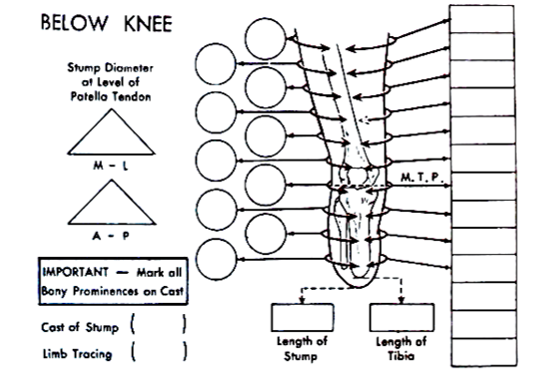 BELOW KNEE
Stump Diameter
at Level of
Patella Tendon
M - L
A - P
IMPORTANT — Mark all
Bony Prominences on Cast
Cast of Stump (     )
Limb Tracing (     )
M. T. P.
Length of
Stump
Length of
Tibia